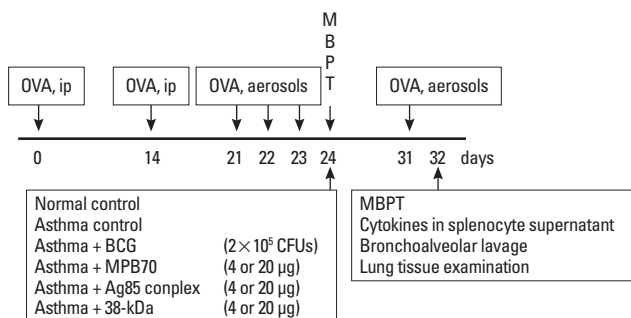 M
B
P
T
OVA, ip
OVA, ip
OVA, aerosols
OVA, aerosols
0 14 21 22 23 24 31 32 days
Normal control
Asthma control
Asthma + BCG (2×10⁵ CFUs)
Asthma + MPB70 (4 or 20 μg)
Asthma + Ag85 conplex (4 or 20 μg)
Asthma + 38-kDa (4 or 20 μg)
MBPT
Cytokines in splenocyte supernatant
Bronchoalveolar lavage
Lung tissue examination